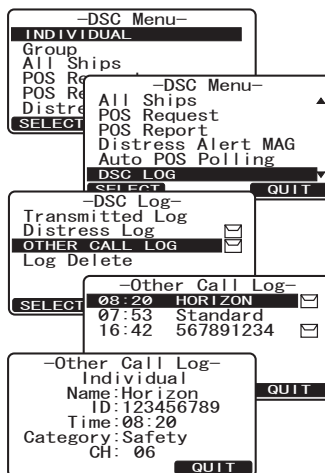 -DSC Menu-
INDIVIDUAL
Group
All Ships
POS
POS
SELECT
-DSC Menu-
All Ships
POS Request
POS Report
Distress Alert MAG
Auto POS Polling
DSC LOG
SELECT QUIT
-DSC Log-
Transmitted Log
Distress Log
OTHER CALL LOG
Log Delete
SELECT
-Other Call Log-
08:20 HORIZON
07:53 Standard
16:42 567891234
QUIT
-Other Call Log-
Individual
Name:Horizon
ID:123456789
Time:08:20
Category:Safety
CH: 06
QUIT